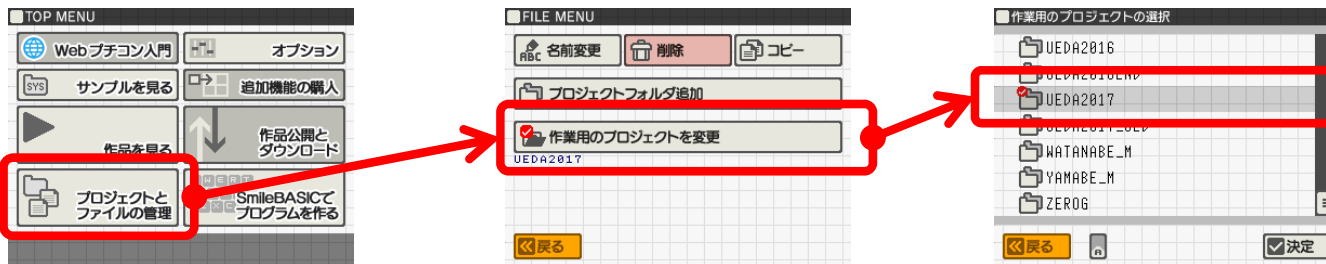 TOP MENU
Webプチコン入門
オプション
SYS
サンプルを見る
追加機能の購入
作品を見る
作品公開と
ダウンロード
プロジェクトと
ファイルの管理
SmileBASICで
プログラムを作る
FILE MENU
ABC 名前変更
削除
コピー
プロジェクトフォルダ追加
作業用のプロジェクトを変更
UEDA2017
戻る
作業用のプロジェクトの選択
UEDA2016
UEDA2017
WATANABE_M
YAMABE_M
ZEROG
戻る
R
決定